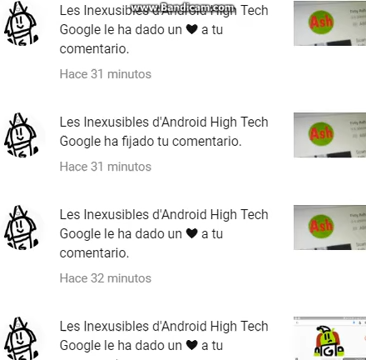 www.Bandicam.com
Les Inexusibles d'Android High Tech
Google le ha dado un ❤ a tu
comentario.
Hace 31 minutos
Ash
Les Inexusibles d'Android High Tech
Google ha fijado tu comentario.
Hace 31 minutos
Ash
Les Inexusibles d'Android High Tech
Google le ha dado un ❤ a tu
comentario.
Hace 32 minutos
Ash
Les Inexusibles d'Android High Tech
Google le ha dado un ❤ a tu